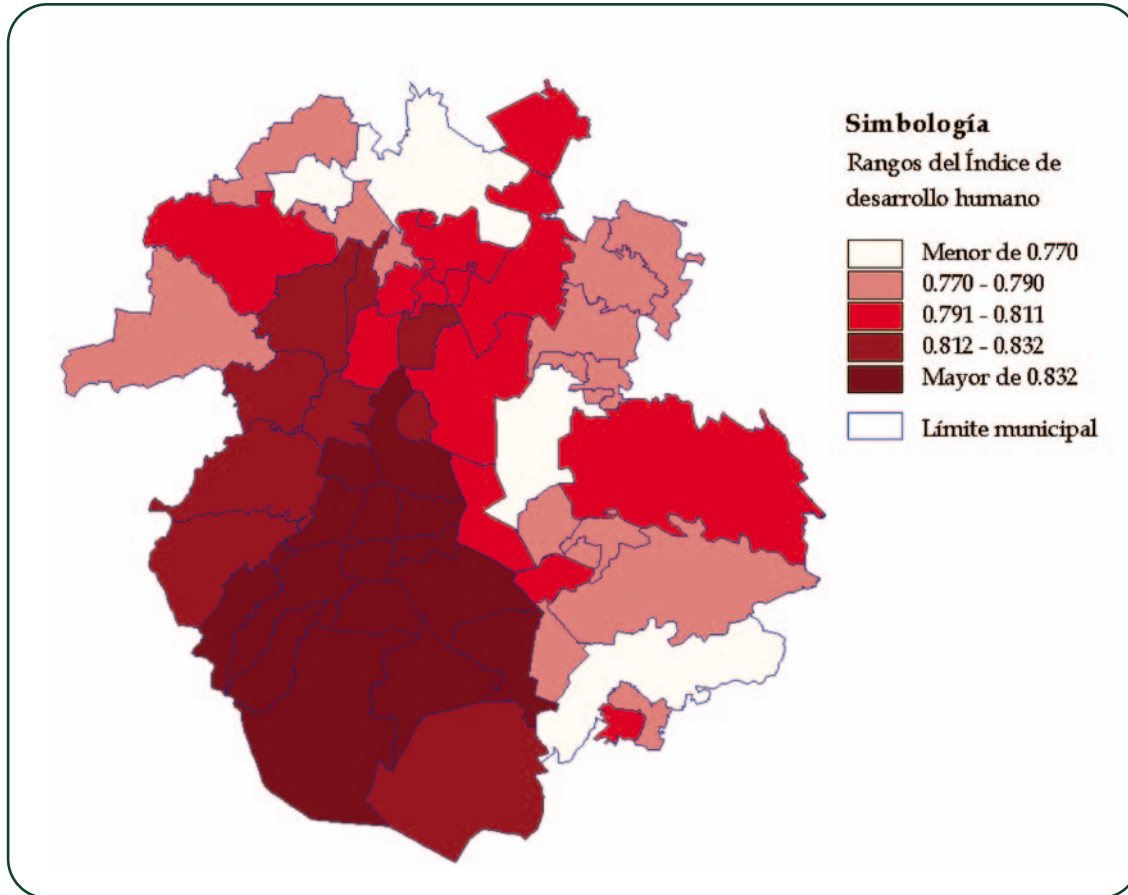 Simbología
Rangos del Índice de
desarrollo humano
Menor de 0.770
0.770 - 0.790
0.791 - 0.811
0.812 - 0.832
Mayor de 0.832
Límite municipal